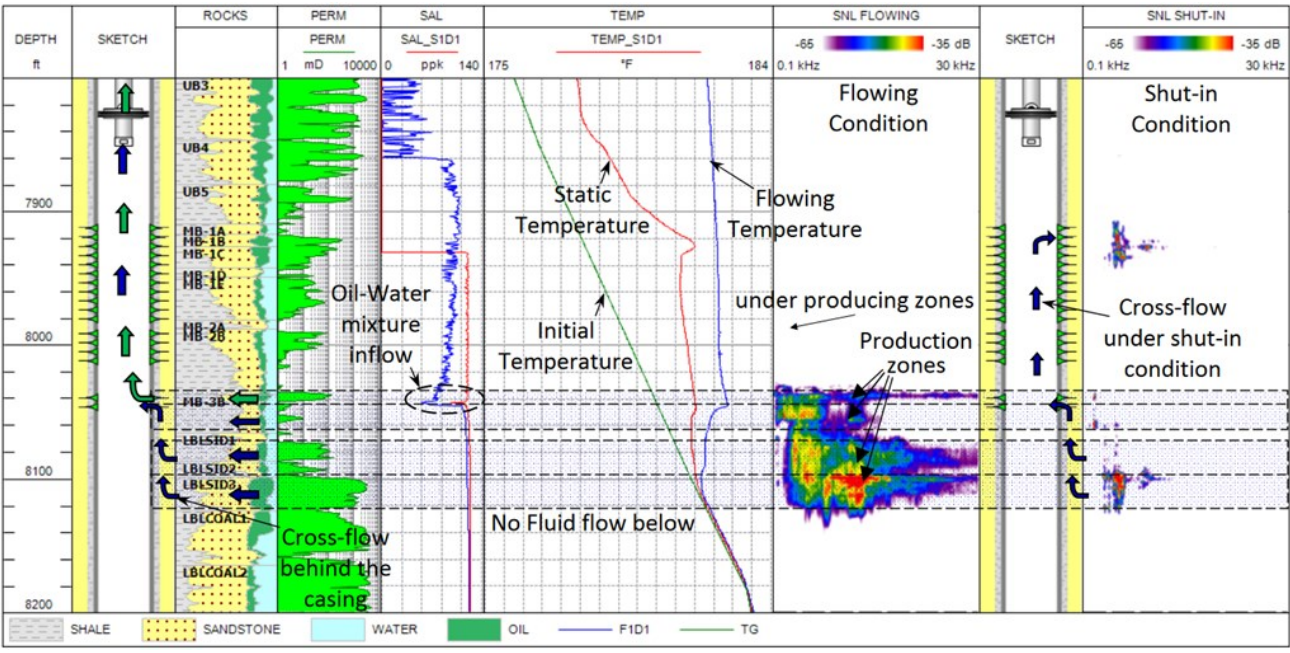 ROCKS PERM SAL TEMP SNL FLOWING SNL SHUT-IN
DEPTH SKETCH PERM SAL_S1D1 TEMP_S1D1 -65 -35 dB SKETCH -65 -35 dB
ft 1 mD 10000 0 ppk 140 175 °F 184 0.1 kHz 30 kHz 0.1 kHz 30 kHz
UB3
Flowing
Condition
Shut-in
Condition
UB4
UB5
Static
Temperature
Flowing
Temperature
7900
MB-1A
MB-1B
MB-1C
MB-1D
MB-1E
Oil-Water
mixture
inflow
Initial
Temperature
under producing zones
Production
zones
Cross-flow
under shut-in
condition
MB-2A
MB-2B
8000
MB-3B
LBLSID1
LBLSID2
8100
LBLSID3
LBLCOAL1
No Fluid flow below
Cross-flow
behind the
casing
LBLCOAL2
8200
SHALE SANDSTONE WATER OIL F1D1 TG